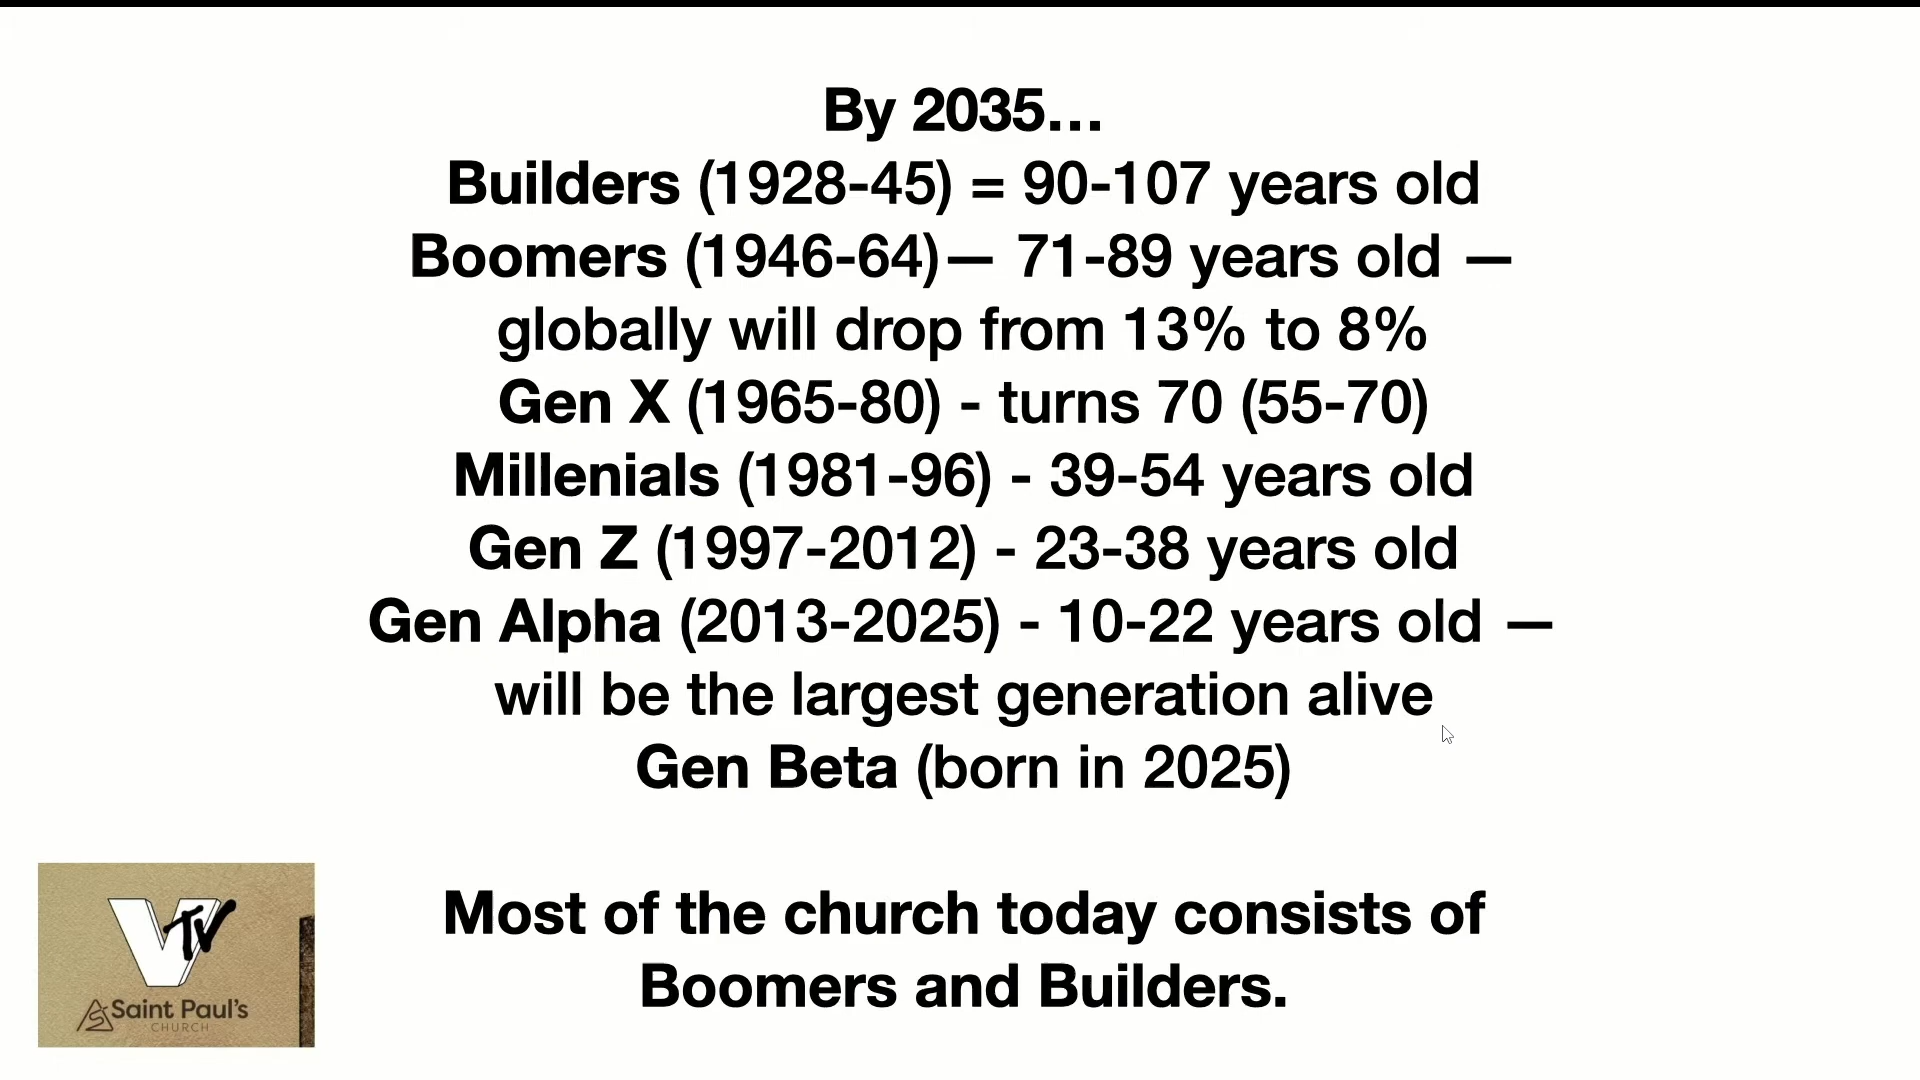 By 2035...
Builders (1928-45) = 90-107 years old
Boomers (1946-64)— 71-89 years old —
globally will drop from 13% to 8%
Gen X (1965-80) - turns 70 (55-70)
Millenials (1981-96) - 39-54 years old
Gen Z (1997-2012) - 23-38 years old
Gen Alpha (2013-2025) - 10-22 years old —
will be the largest generation alive
Gen Beta (born in 2025)
Most of the church today consists of
Boomers and Builders.
VTV
Saint Paul's
CHURCH